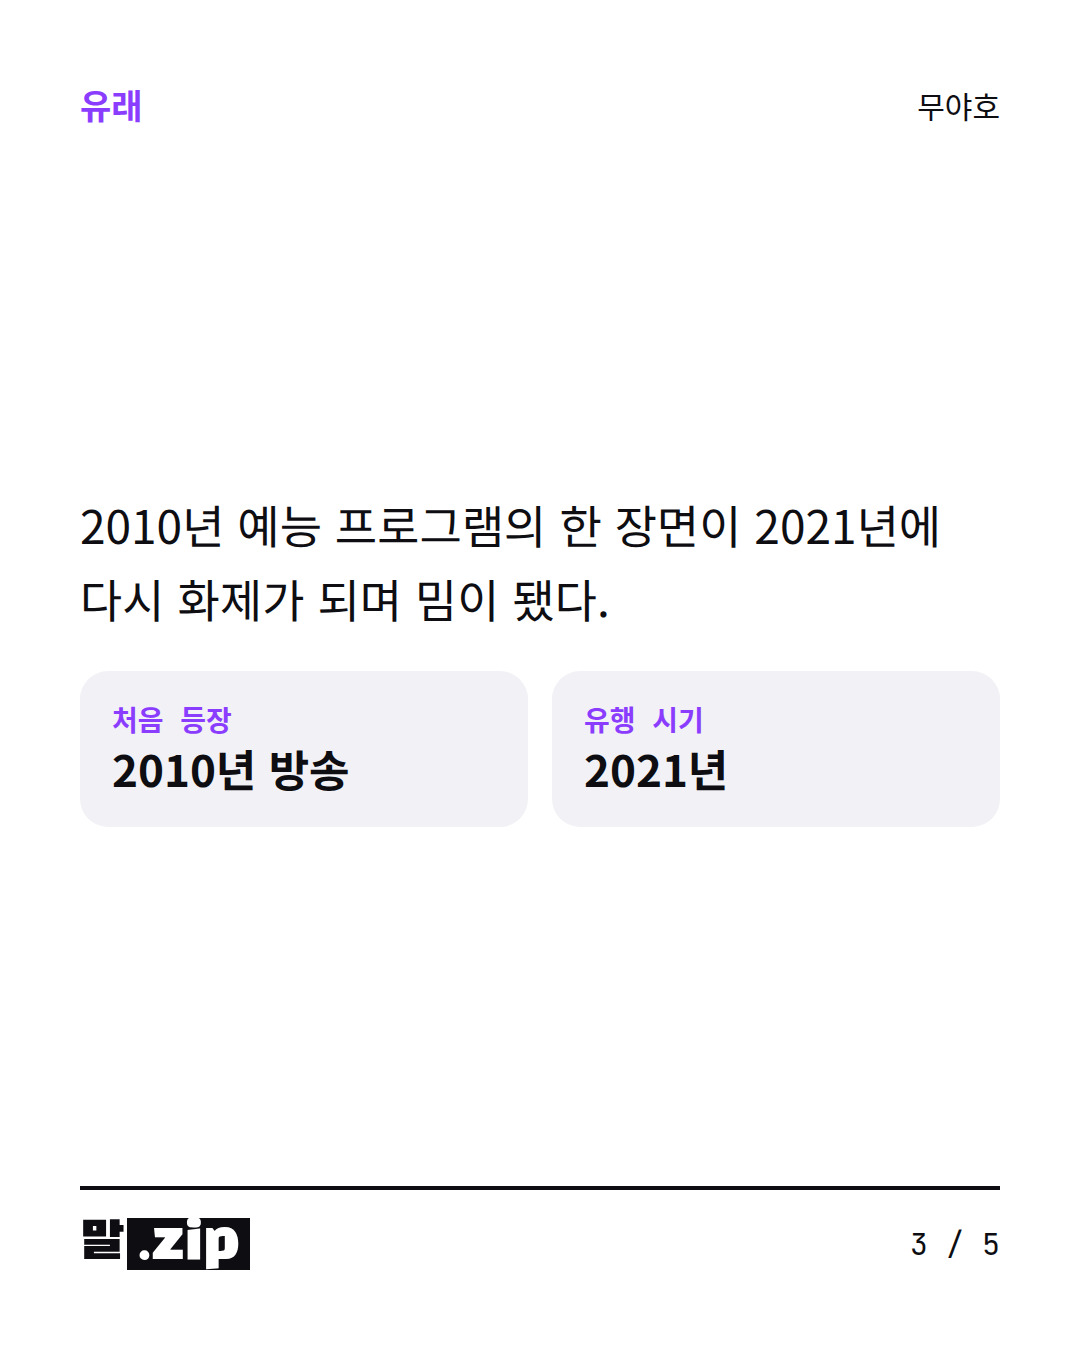 유래
무야호
2010년 예능 프로그램의 한 장면이 2021년에
다시 화제가 되며 밈이 됐다.
처음 등장
2010년 방송
유행 시기
2021년
말.zip
3 / 5